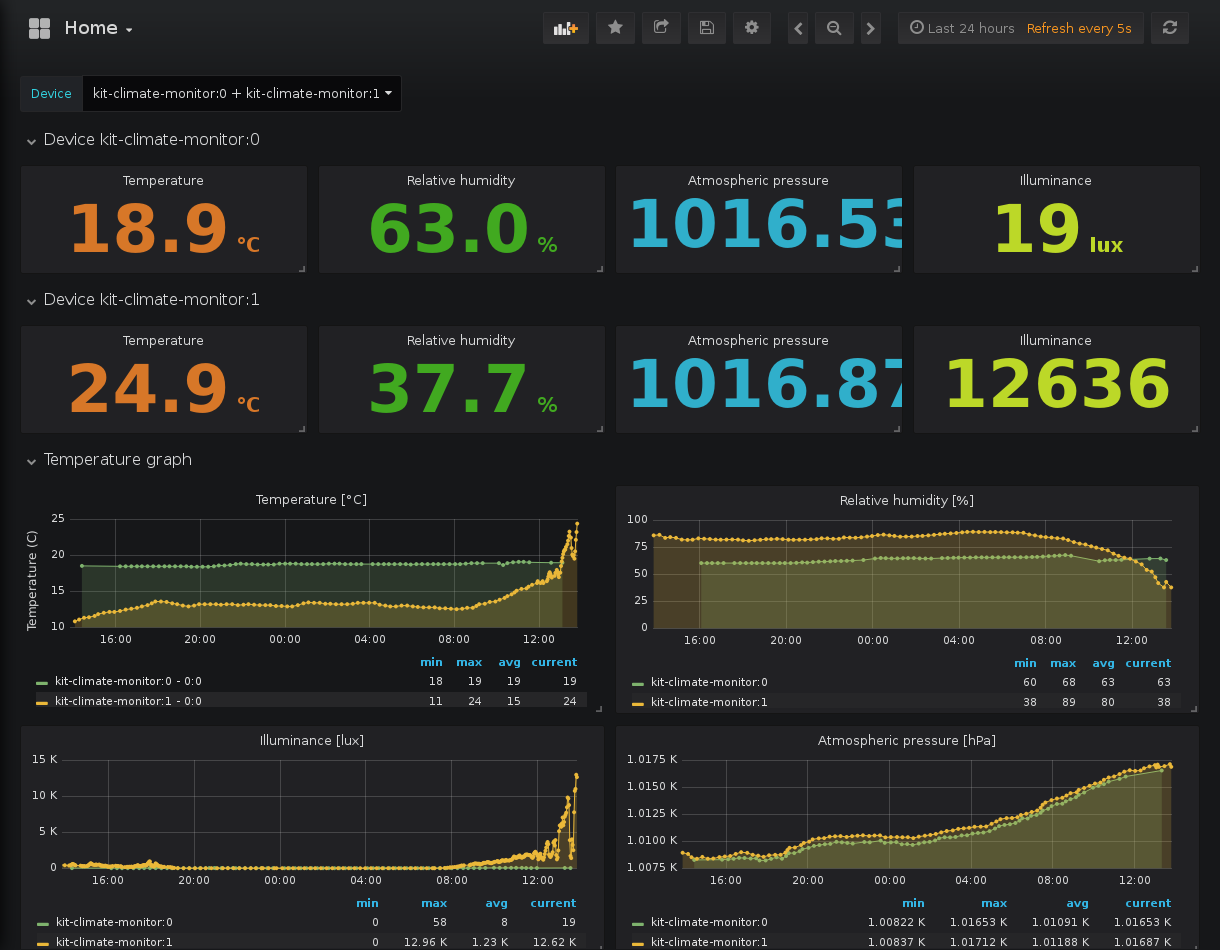 Home
Last 24 hours Refresh every 5s
Device kit-climate-monitor:0 + kit-climate-monitor:1
Device kit-climate-monitor:0
Temperature Relative humidity Atmospheric pressure Illuminance
18.9 °C 63.0 % 1016.53 19 lux
Device kit-climate-monitor:1
Temperature Relative humidity Atmospheric pressure Illuminance
24.9 °C 37.7 % 1016.87 12636
Temperature graph
Temperature [°C]
Temperature (C)
25
20
15
10
16:00 20:00 00:00 04:00 08:00 12:00
min max avg current
kit-climate-monitor:0 - 0:0 18 19 19 19
kit-climate-monitor:1 - 0:0 11 24 15 24
Relative humidity [%]
100
75
50
25
0
16:00 20:00 00:00 04:00 08:00 12:00
min max avg current
kit-climate-monitor:0 60 68 63 63
kit-climate-monitor:1 38 89 80 38
Illuminance [lux]
15 K
10 K
5 K
0
16:00 20:00 00:00 04:00 08:00 12:00
min max avg current
kit-climate-monitor:0 0 58 8 19
kit-climate-monitor:1 0 12.96 K 1.23 K 12.62 K
Atmospheric pressure [hPa]
1.0175 K
1.0150 K
1.0125 K
1.0100 K
1.0075 K
16:00 20:00 00:00 04:00 08:00 12:00
min max avg current
kit-climate-monitor:0 1.00822 K 1.01653 K 1.01091 K 1.01653 K
kit-climate-monitor:1 1.00837 K 1.01712 K 1.01188 K 1.01687 K